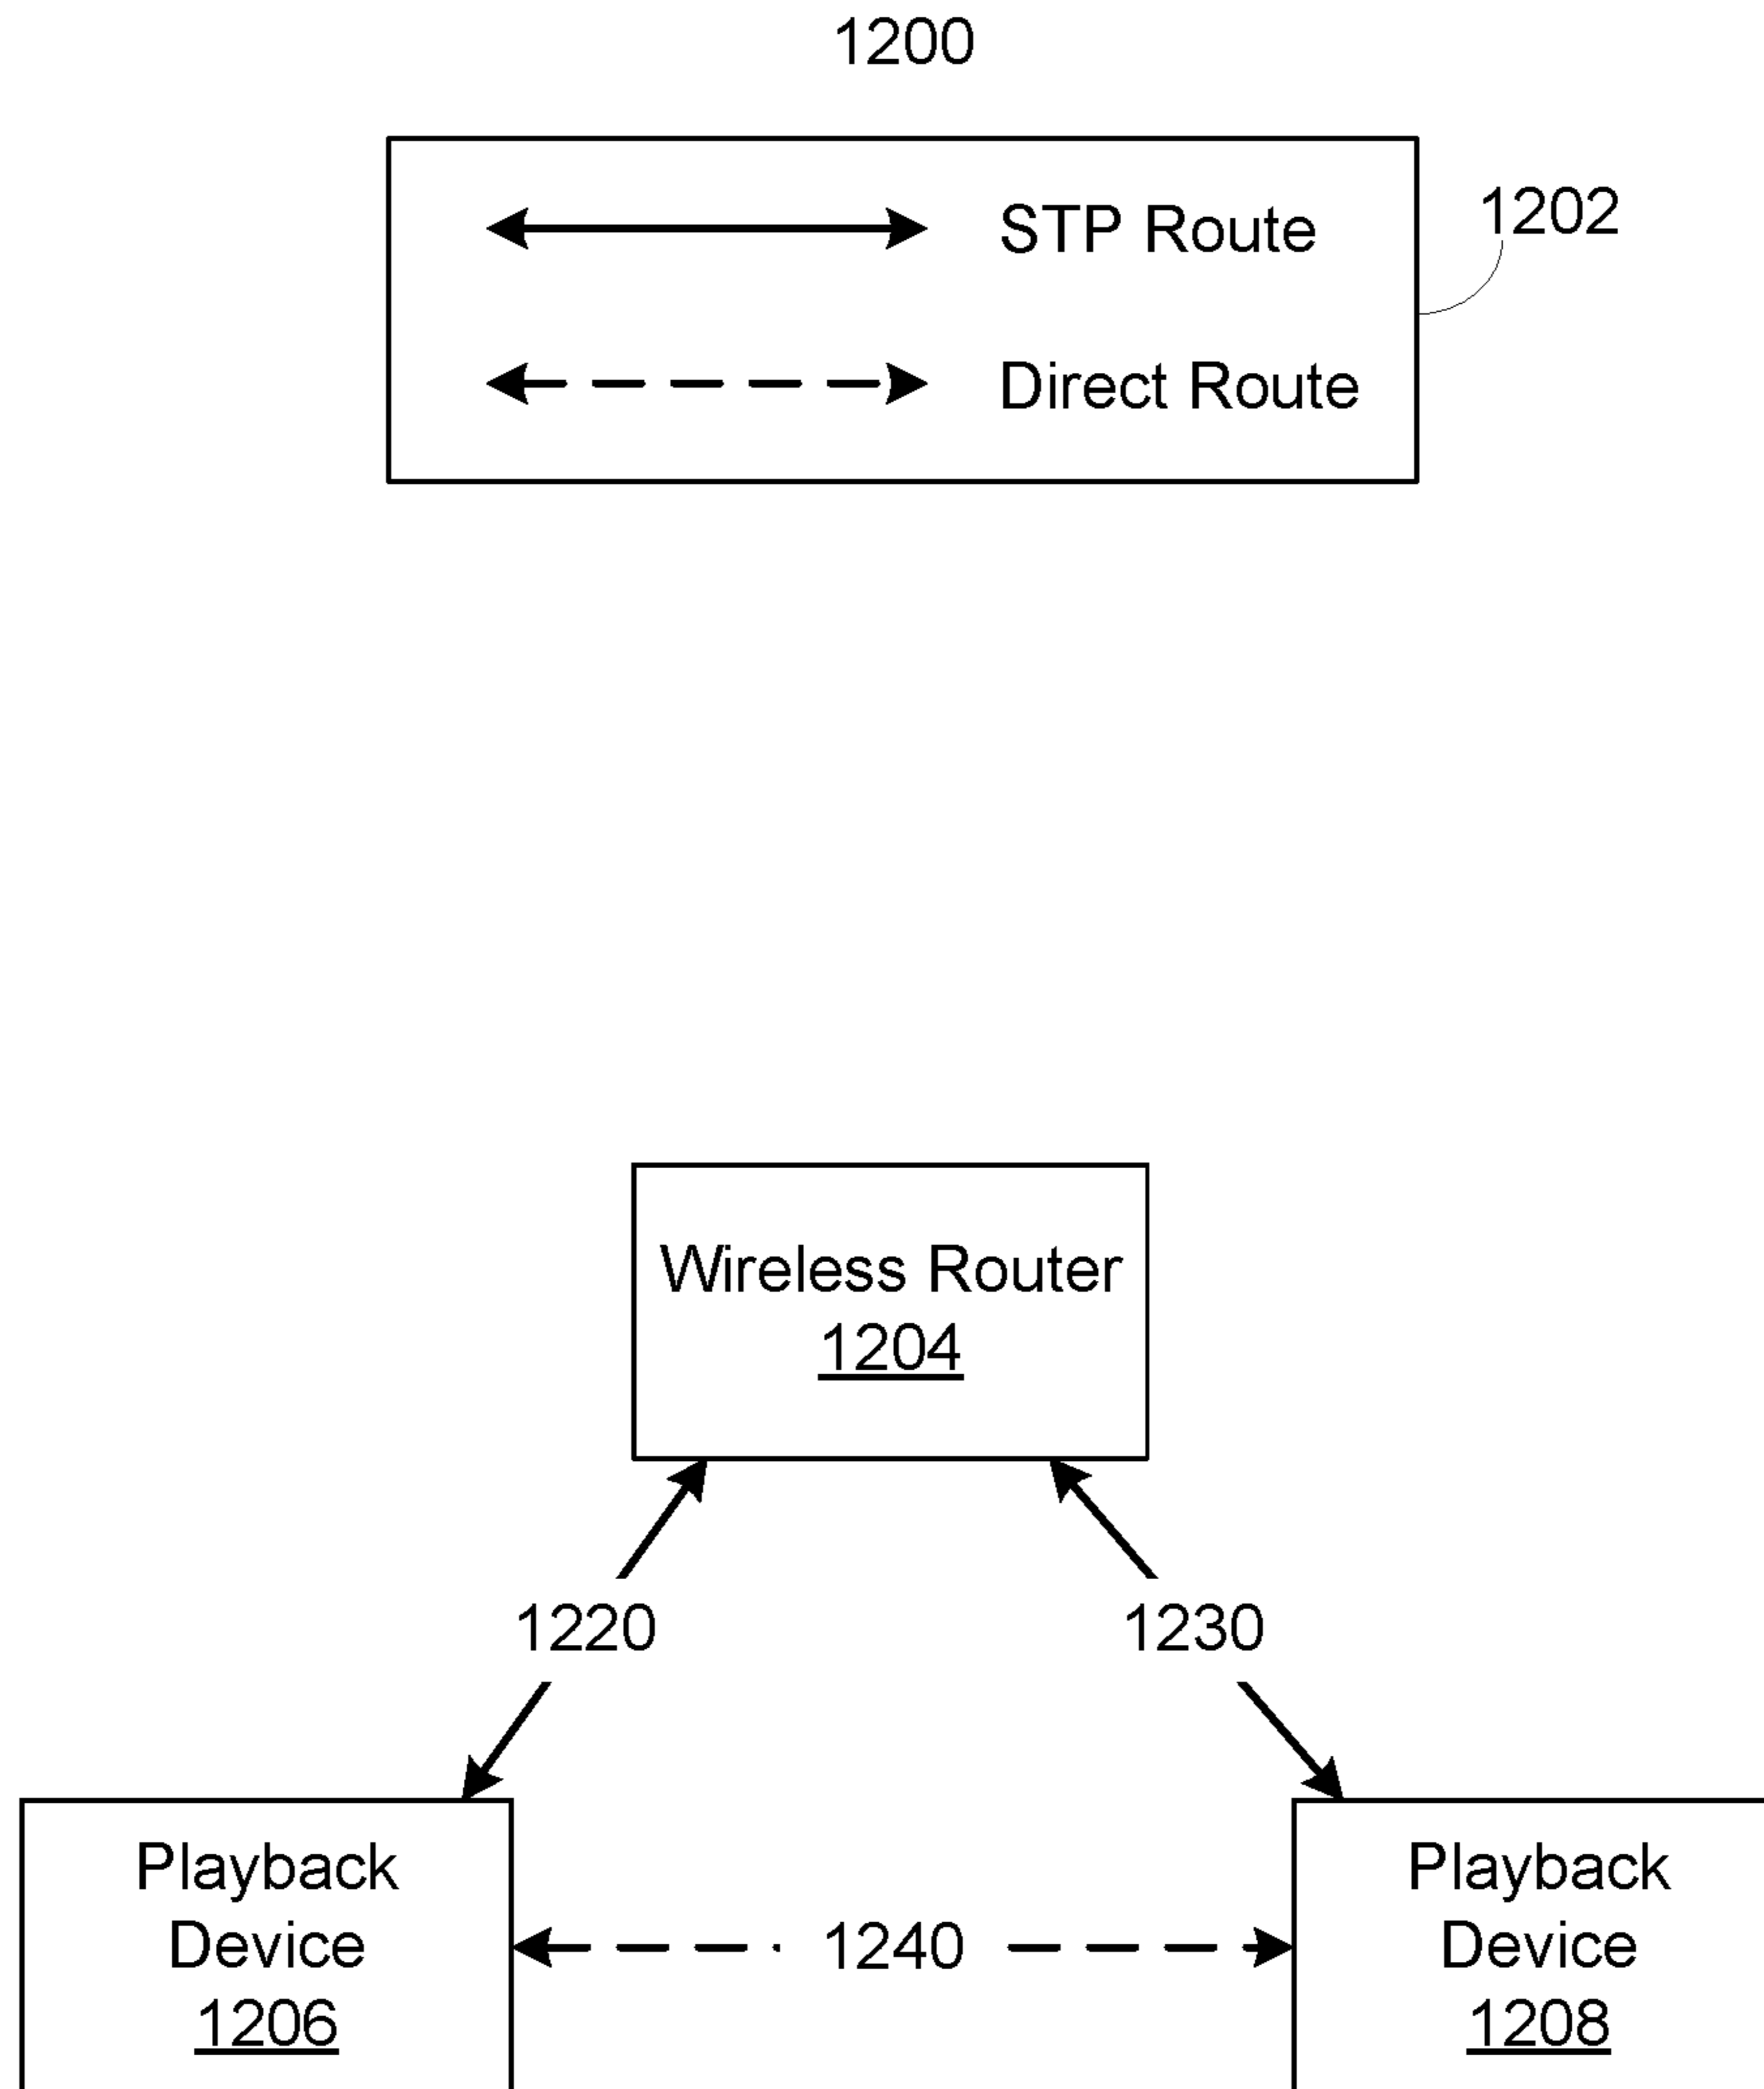 1200
STP Route
1202
Direct Route
Wireless Router
1204
1220
1230
Playback
Device
1206
1240
Playback
Device
1208